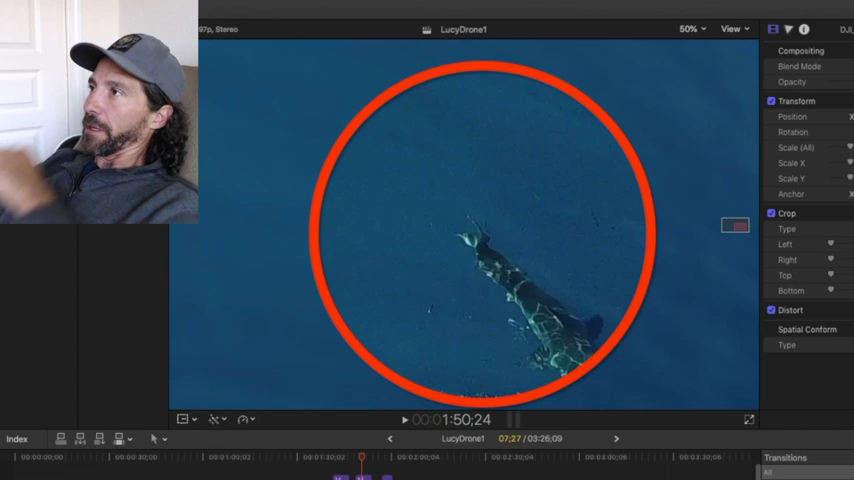 97p, Stereo
LucyDrone1
50%
View
DJI_
Compositing
Blend Mode
Opacity
Transform
Position
X
Rotation
Scale (All)
Scale X
Scale Y
Anchor
X
Crop
Type
Left
Right
Top
Bottom
Distort
Spatial Conform
Type
00:00:1:50;24
Index
LucyDrone1
07;27 / 03:26;09
00:00:00;00
00:00:30;00
00:01:00;02
00:01:30;02
00:02:00;04
00:02:30;04
00:03:00;06
00:03:30;06
Transitions
All